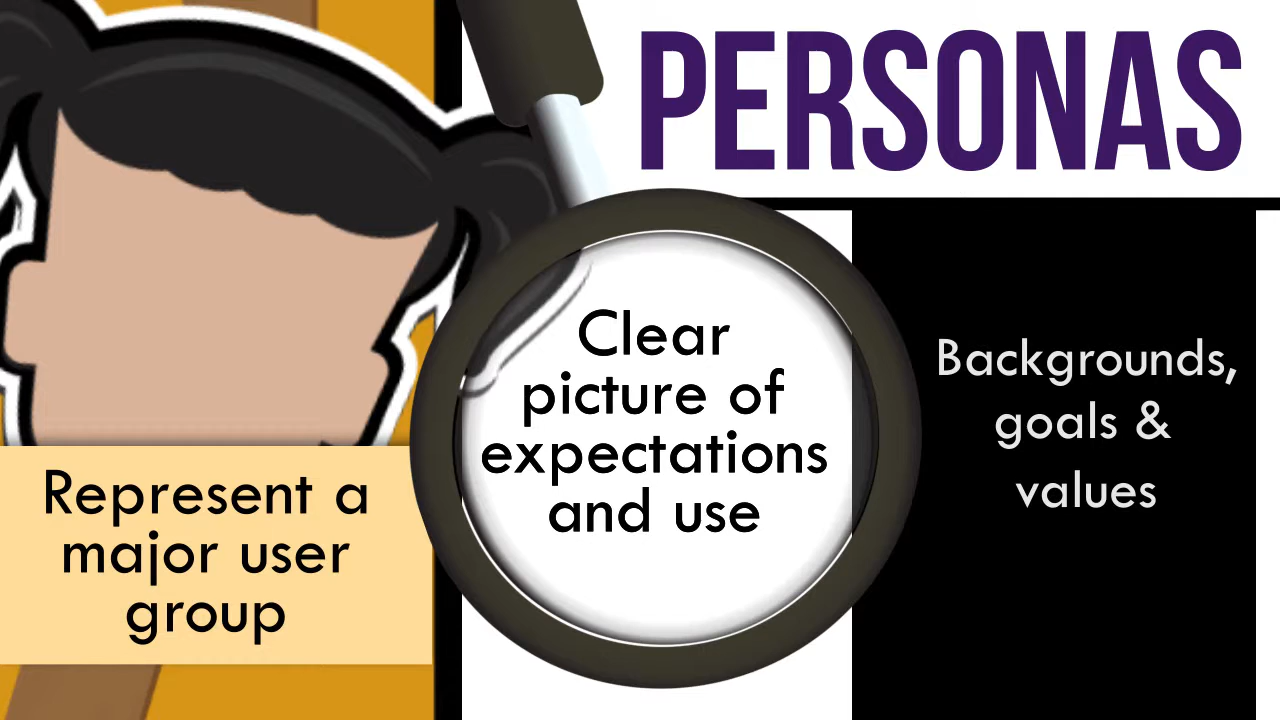 PERSONAS
Represent a
major user
group
Clear
picture of
expectations
and use
Backgrounds,
goals &
values